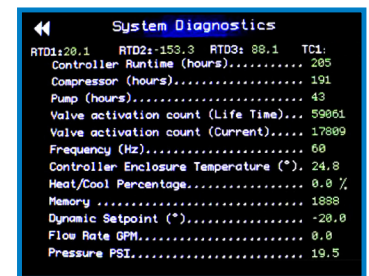 System Diagnostics
RTD1:20.1 RTD2:-153.3 RTD3: 88.1 TC1:
Controller Runtime (hours)........... 205
Compressor (hours)................... 191
Pump (hours)......................... 43
Valve activation count (Life Time)... 59061
Valve activation count (Current)..... 17809
Frequency (Hz)....................... 60
Controller Enclosure Temperature (°). 24.8
Heat/Cool Percentage................. 0.0 %
Memory .............................. 1888
Dynamic Setpoint (°)................. -20.0
Flow Rate GPM........................ 0.0
Pressure PSI......................... 19.5